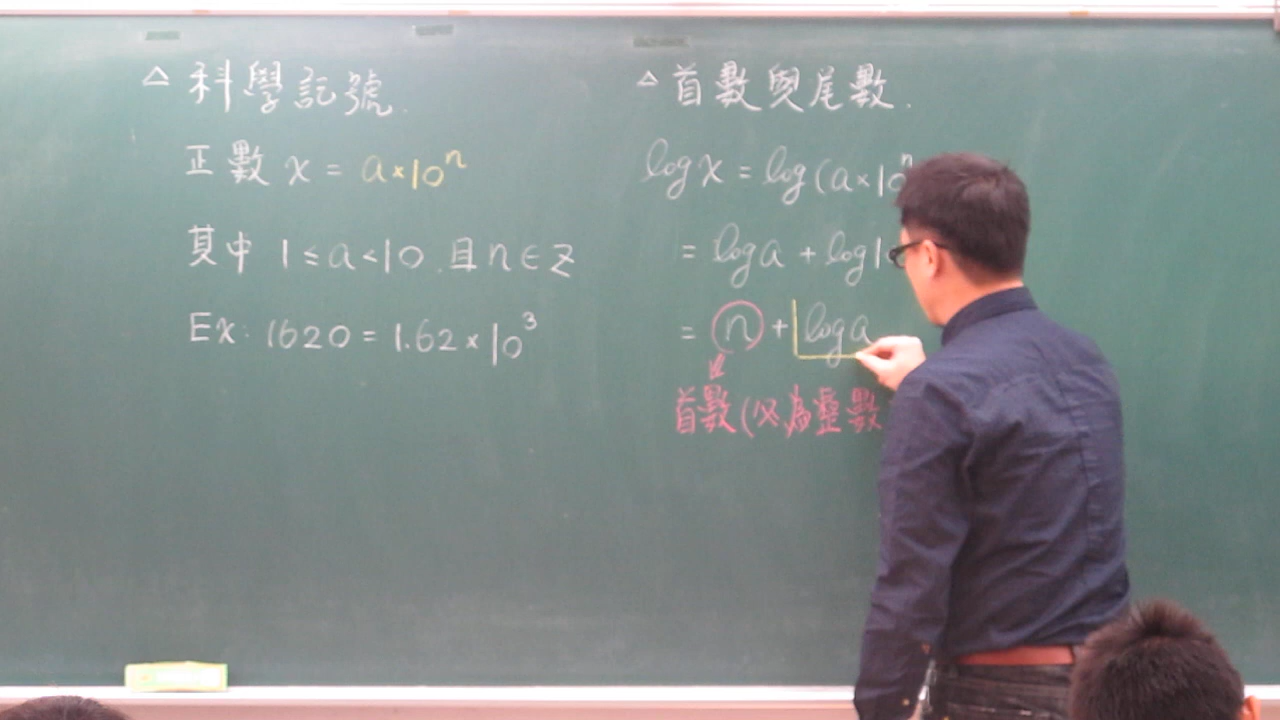 △ 科學記號.
正數 x = a×10ⁿ
其中 1 ≤ a < 10 . 且 n ∈ Z
Ex: 1620 = 1.62 × 10³
△ 首數與尾數.
log x = log (a×10ⁿ
= log a + log 1
= n + log a
首數 (必為整數